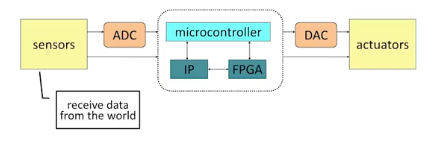 sensors
ADC
microcontroller
IP
FPGA
DAC
actuators
receive data
from the world